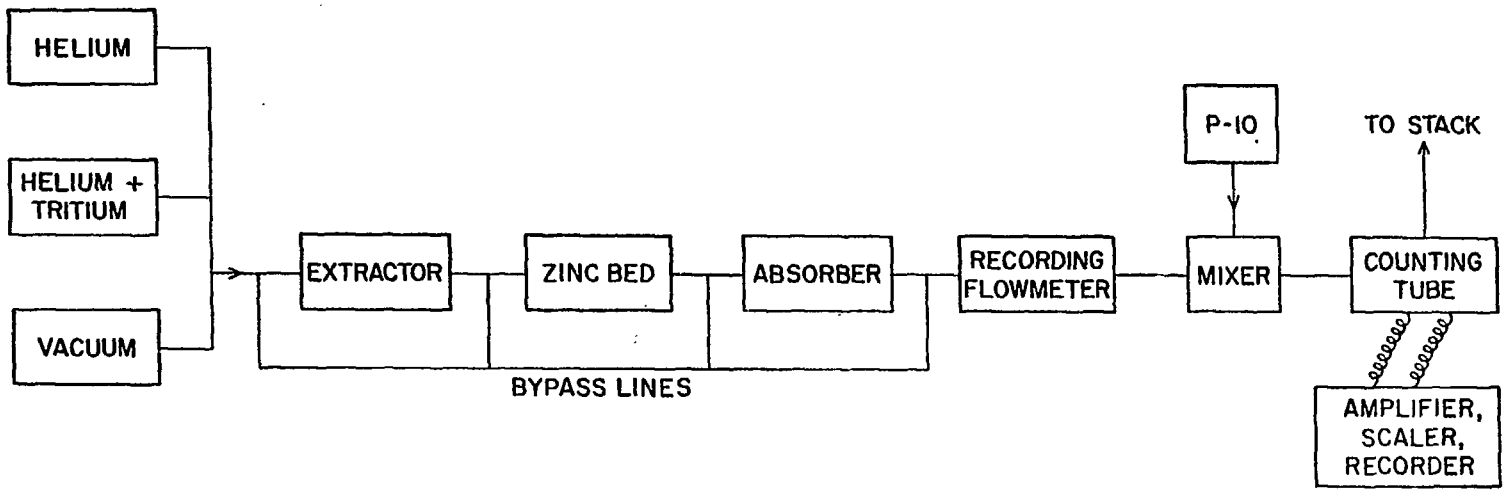 HELIUM
HELIUM +
TRITIUM
VACUUM
EXTRACTOR
ZINC BED
ABSORBER
BYPASS LINES
RECORDING
FLOWMETER
P-10
MIXER
TO STACK
COUNTING
TUBE
AMPLIFIER,
SCALER,
RECORDER